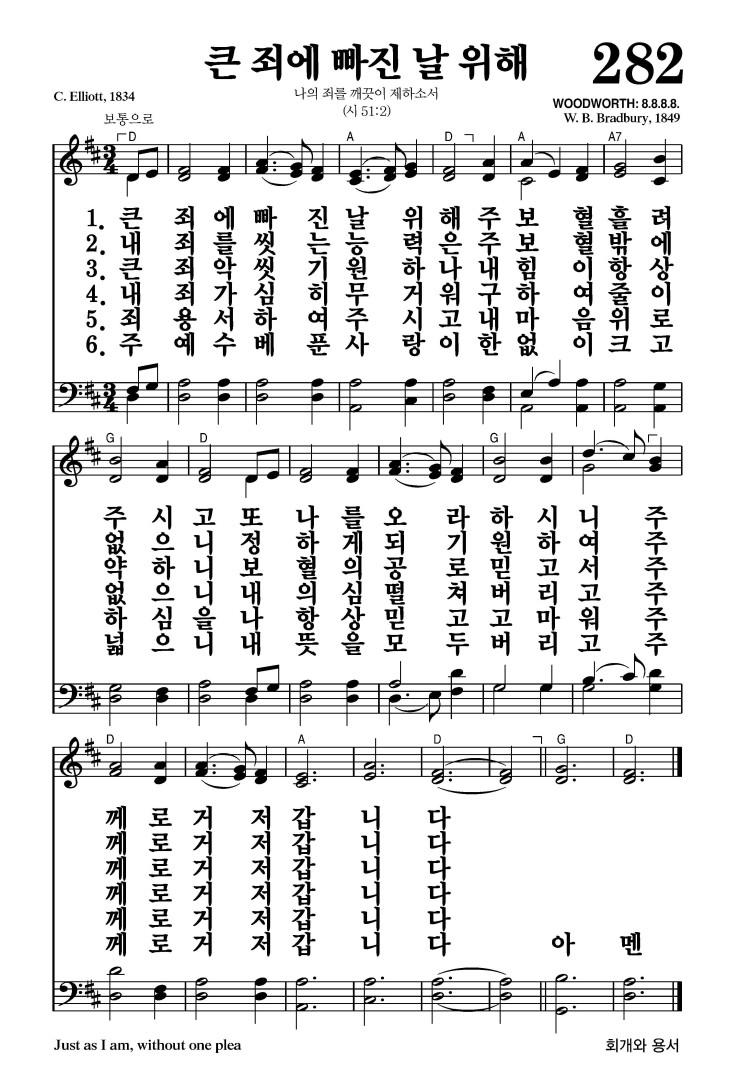 큰 죄에 빠진 날 위해 282
C. Elliott, 1834
나의 죄를 깨끗이 제하소서
(시 51:2)
WOODWORTH: 8.8.8.8.
W. B. Bradbury, 1849
보통으로
D G A D A A7
1. 큰 죄 에 빠 진 날 위 해 주 보 혈 흘 려
2. 내 죄 를 씻 는 능 력 은 주 보 혈 밖 에
3. 큰 죄 악 씻 기 원 하 나 내 힘 이 항 상
4. 내 죄 가 심 히 무 거 워 구 하 여 줄 이
5. 죄 용 서 하 여 주 시 고 내 마 음 위 로
6. 주 예 수 베 푼 사 랑 이 한 없 이 크 고
G D G
주 시 고 또 나 를 오 라 하 시 니 주
없 으 니 정 하 게 되 기 원 하 여 주
약 하 니 보 혈 의 공 로 믿 고 서 주
없 으 니 내 의 심 떨 쳐 버 리 고 주
하 심 을 나 항 상 믿 고 고 마 워 주
넓 으 니 내 뜻 을 모 두 버 리 고 주
D A D G D
께 로 거 저 갑 니 다
께 로 거 저 갑 니 다
께 로 거 저 갑 니 다
께 로 거 저 갑 니 다
께 로 거 저 갑 니 다
께 로 거 저 갑 니 다 아 멘
Just as I am, without one plea
회개와 용서